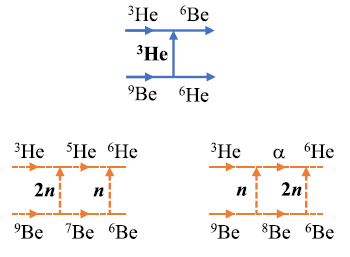 ³He ⁶Be
³He
⁹Be ⁶He
³He ⁵He ⁶He
2n n
⁹Be ⁷Be ⁶Be
³He α ⁶He
n 2n
⁹Be ⁸Be ⁶Be